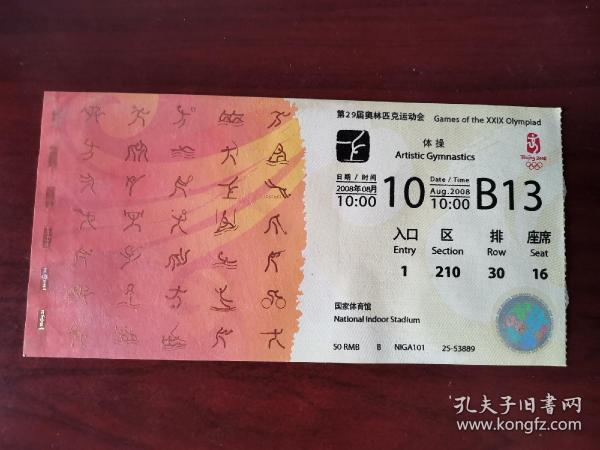 第29届奥林匹克运动会 Games of the XXIX Olympiad
体操
Artistic Gymnastics
Beijing 2008
日期 / 时间 Date / Time
2008年08月 10 Aug.2008 B13
10:00 10:00
入口 区 排 座席
Entry Section Row Seat
1 210 30 16
国家体育馆
National Indoor Stadium
50 RMB B NIGA101 25-53889
孔夫子旧书网
www.kongfz.com